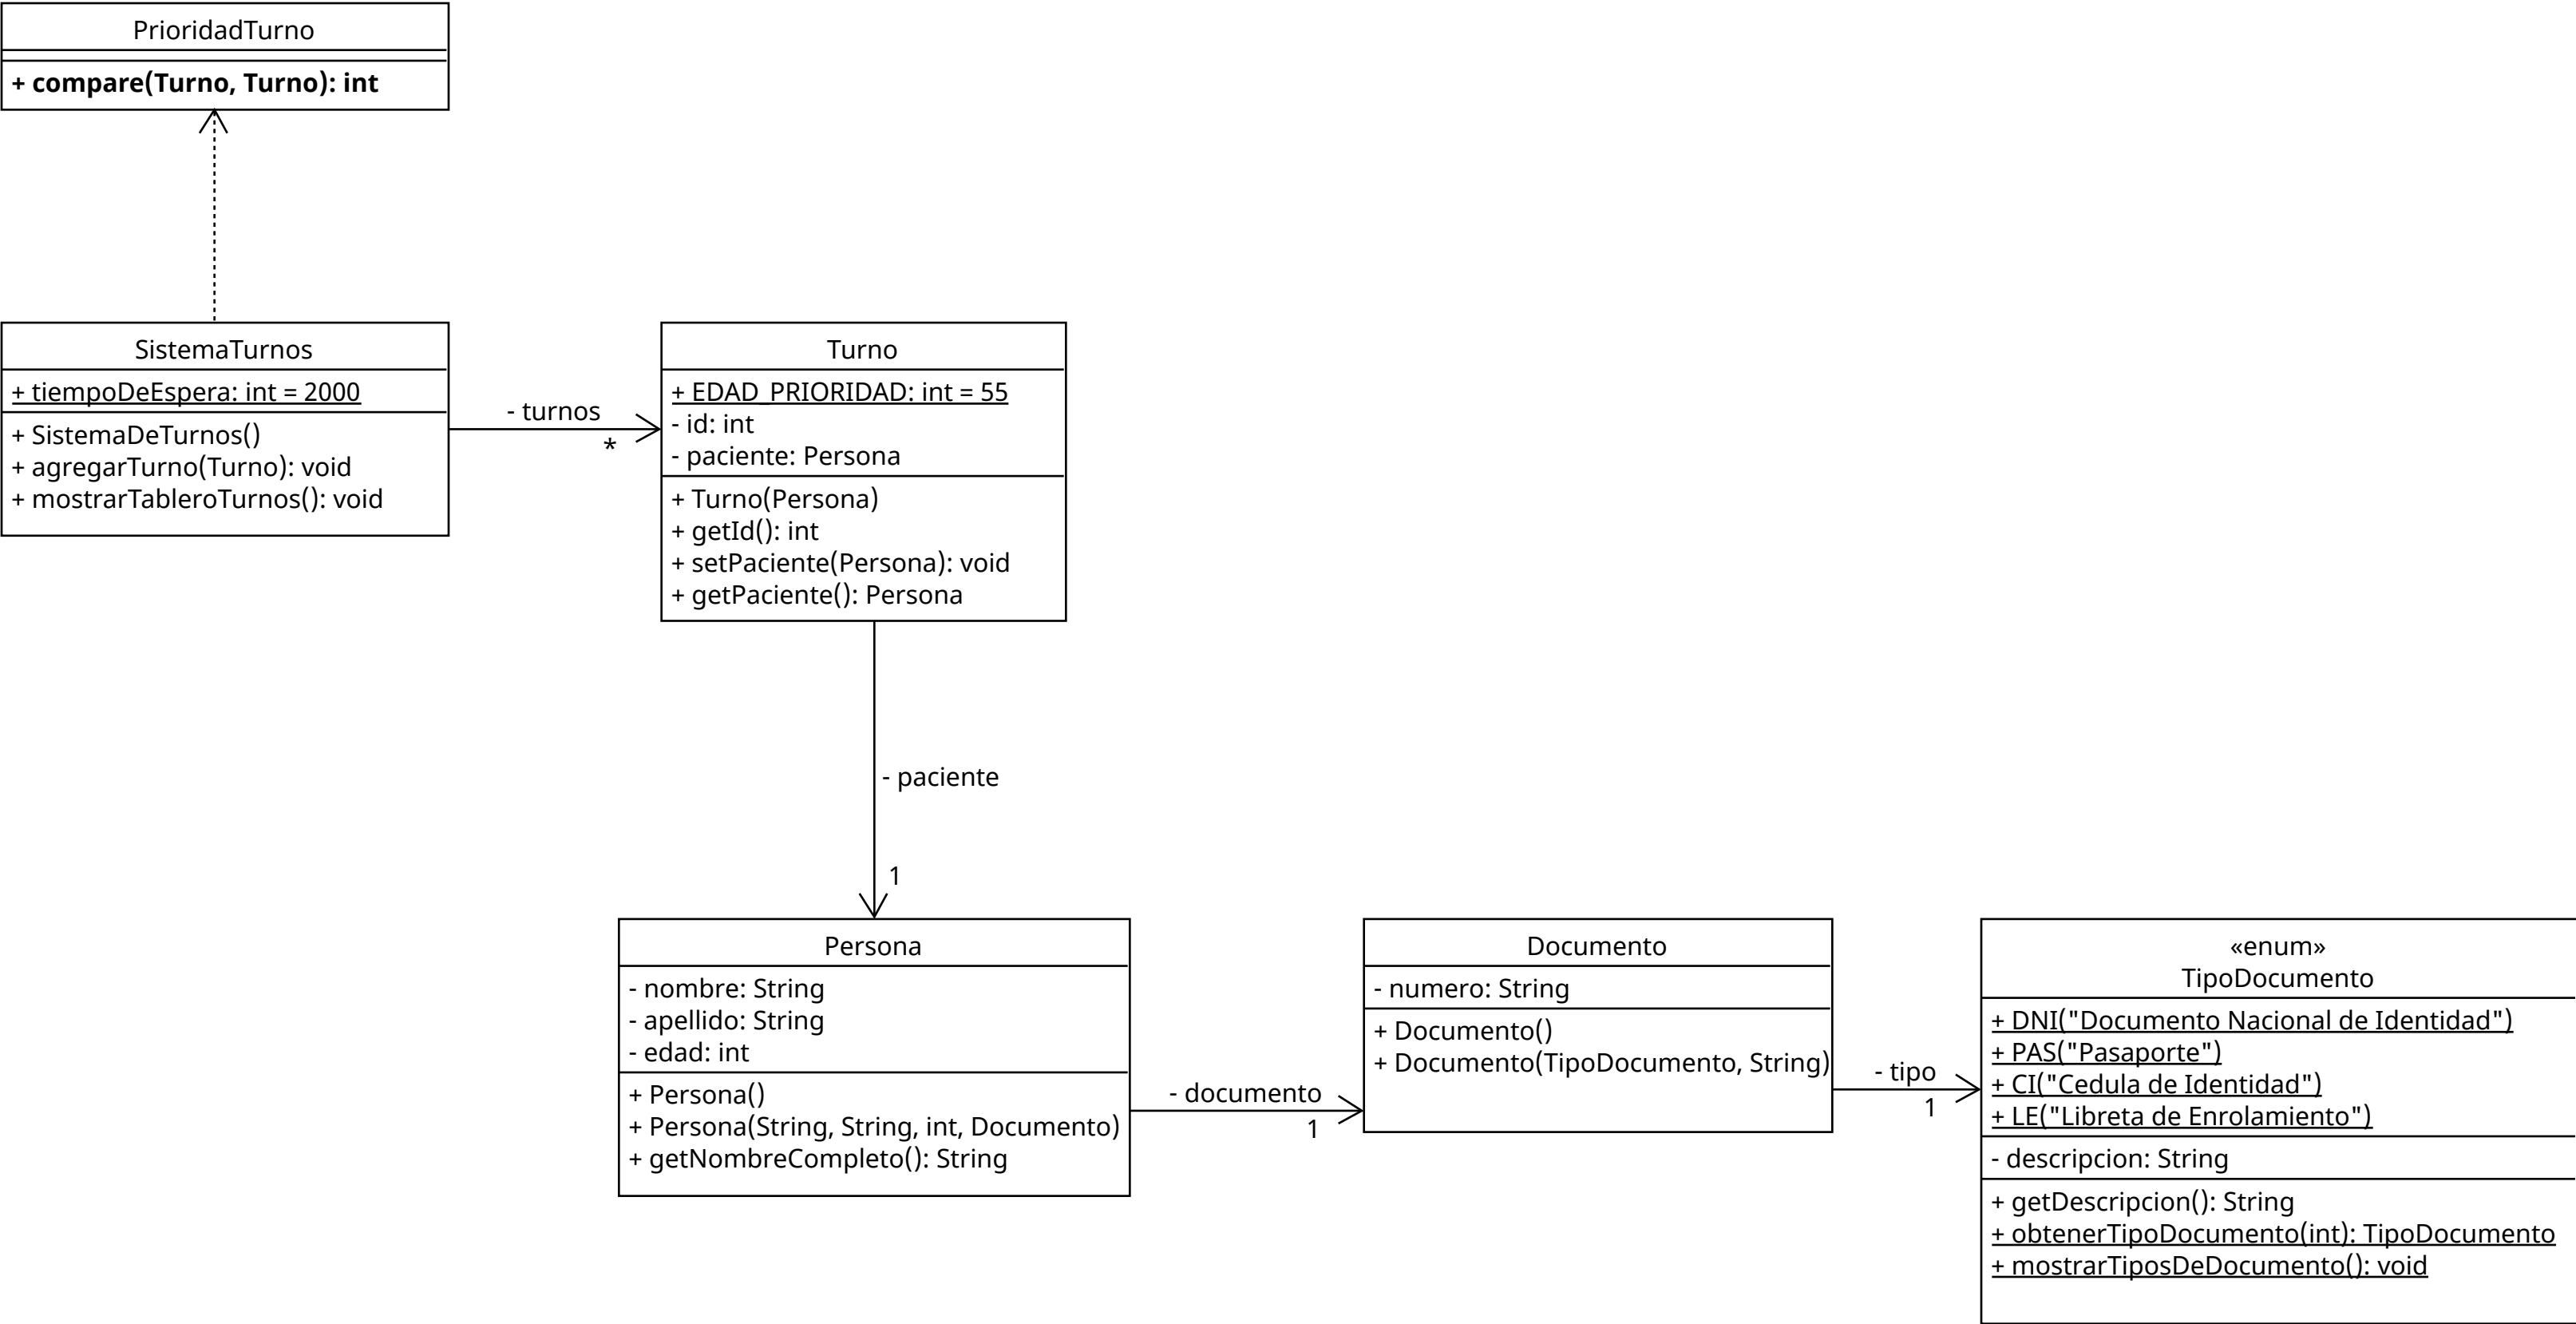 PrioridadTurno
+ compare(Turno, Turno): int
SistemaTurnos
+ tiempoDeEspera: int = 2000
+ SistemaDeTurnos()
+ agregarTurno(Turno): void
+ mostrarTableroTurnos(): void
- turnos
*
Turno
+ EDAD_PRIORIDAD: int = 55
- id: int
- paciente: Persona
+ Turno(Persona)
+ getId(): int
+ setPaciente(Persona): void
+ getPaciente(): Persona
- paciente
1
Persona
- nombre: String
- apellido: String
- edad: int
+ Persona()
+ Persona(String, String, int, Documento)
+ getNombreCompleto(): String
- documento
1
Documento
- numero: String
+ Documento()
+ Documento(TipoDocumento, String)
- tipo
1
«enum»
TipoDocumento
+ DNI("Documento Nacional de Identidad")
+ PAS("Pasaporte")
+ CI("Cedula de Identidad")
+ LE("Libreta de Enrolamiento")
- descripcion: String
+ getDescripcion(): String
+ obtenerTipoDocumento(int): TipoDocumento
+ mostrarTiposDeDocumento(): void